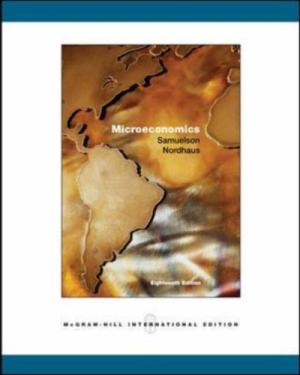 Microeconomics
Samuelson
Nordhaus
Eighteenth Edition
McGRAW-HILL INTERNATIONAL EDITION